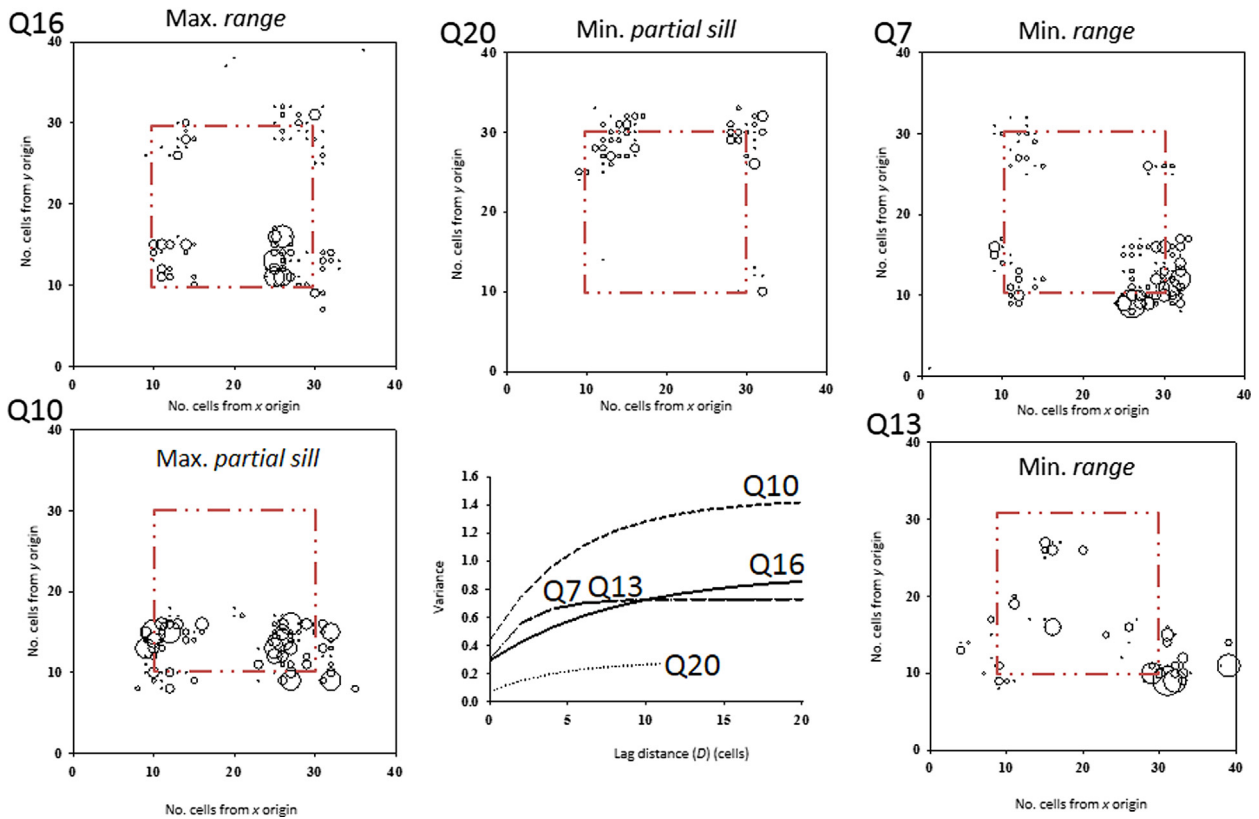 Q16
Max. range
40
30
20
10
0
No. cells from y origin
0
10
20
30
40
No. cells from x origin
Q20
Min. partial sill
40
30
20
10
0
No. cells from y origin
0
10
20
30
40
No. cells from x origin
Q7
Min. range
40
30
20
10
0
No. cells from y origin
0
10
20
30
40
No. cells from x origin
Q10
Max. partial sill
40
30
20
10
0
No. cells from y origin
0
10
20
30
40
No. cells from x origin
1.6
1.4
1.2
1.0
0.8
0.6
0.4
0.2
0.0
Variance
Q10
Q7 Q13
Q16
Q20
0
5
10
15
20
Lag distance (D) (cells)
Q13
Min. range
40
30
20
10
0
No. cells from y origin
0
10
20
30
40
No. cells from x origin